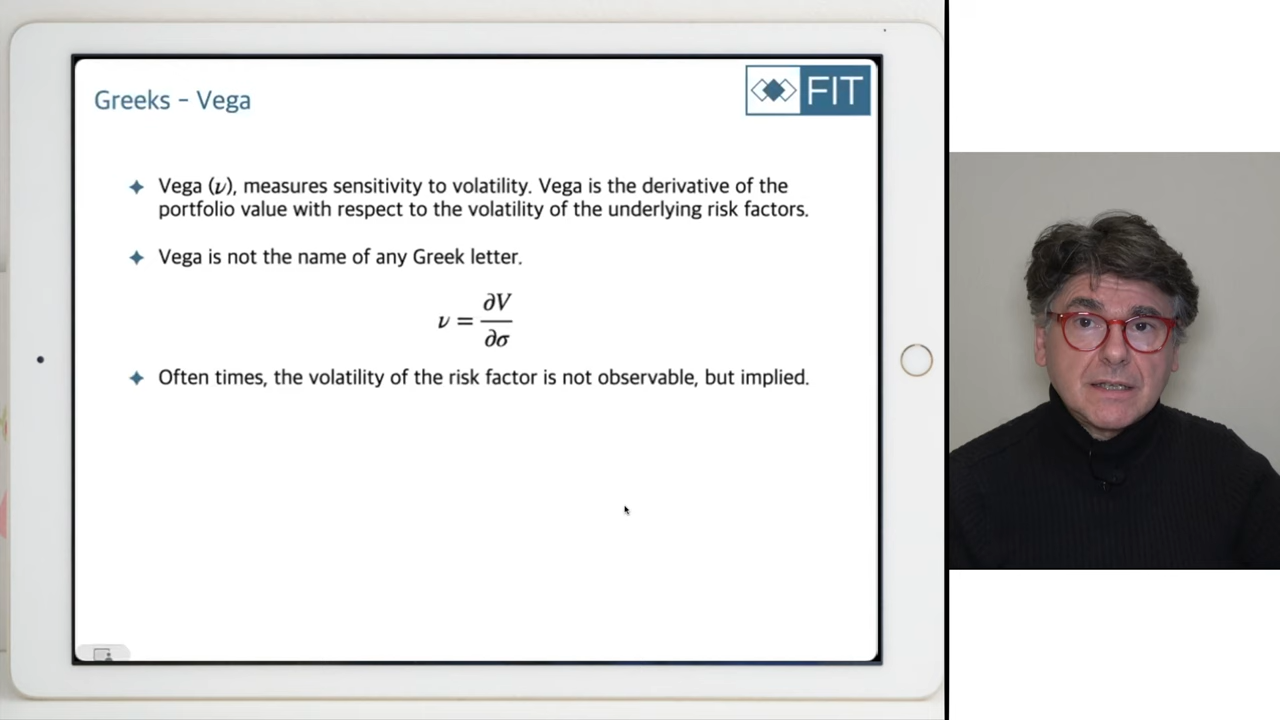 Greeks – Vega
FIT
Vega (ν), measures sensitivity to volatility. Vega is the derivative of the
portfolio value with respect to the volatility of the underlying risk factors.
Vega is not the name of any Greek letter.
ν = ∂V/∂σ
Often times, the volatility of the risk factor is not observable, but implied.